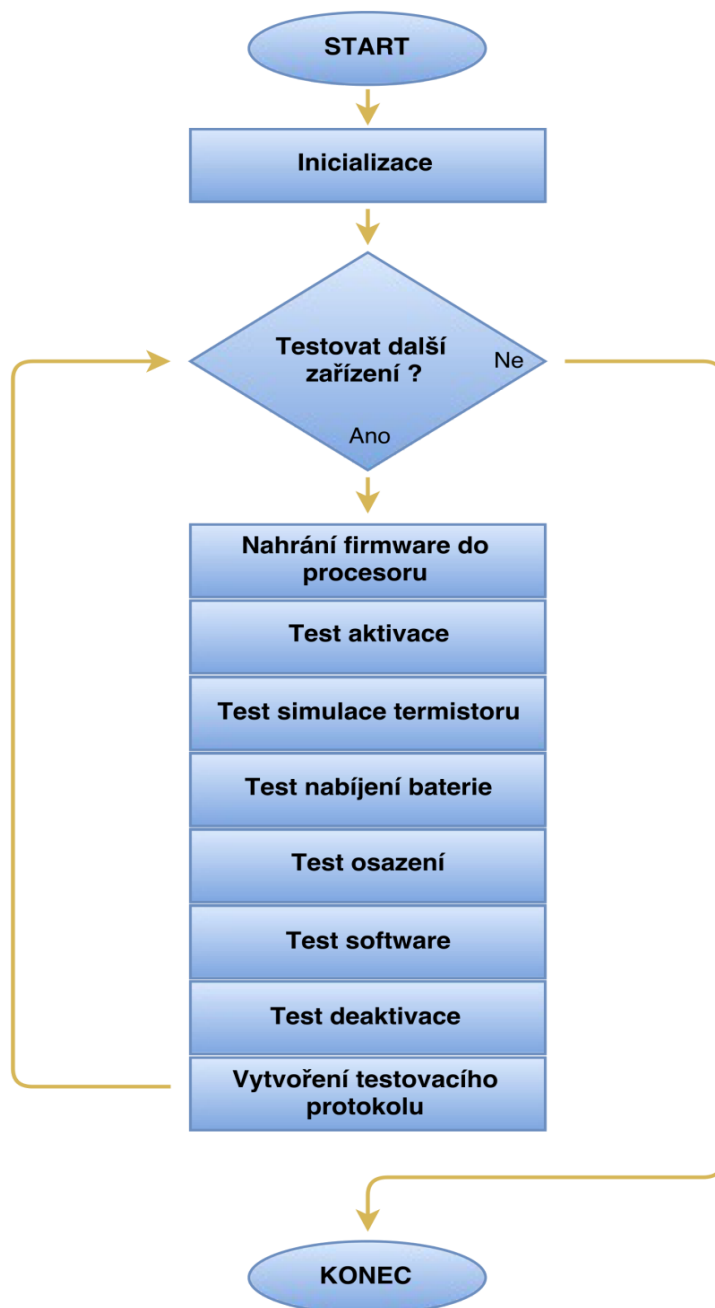 START
Inicializace
Testovat další
zařízení ?
Ne
Ano
Nahrání firmware do
procesoru
Test aktivace
Test simulace termistoru
Test nabíjení baterie
Test osazení
Test software
Test deaktivace
Vytvoření testovacího
protokolu
KONEC